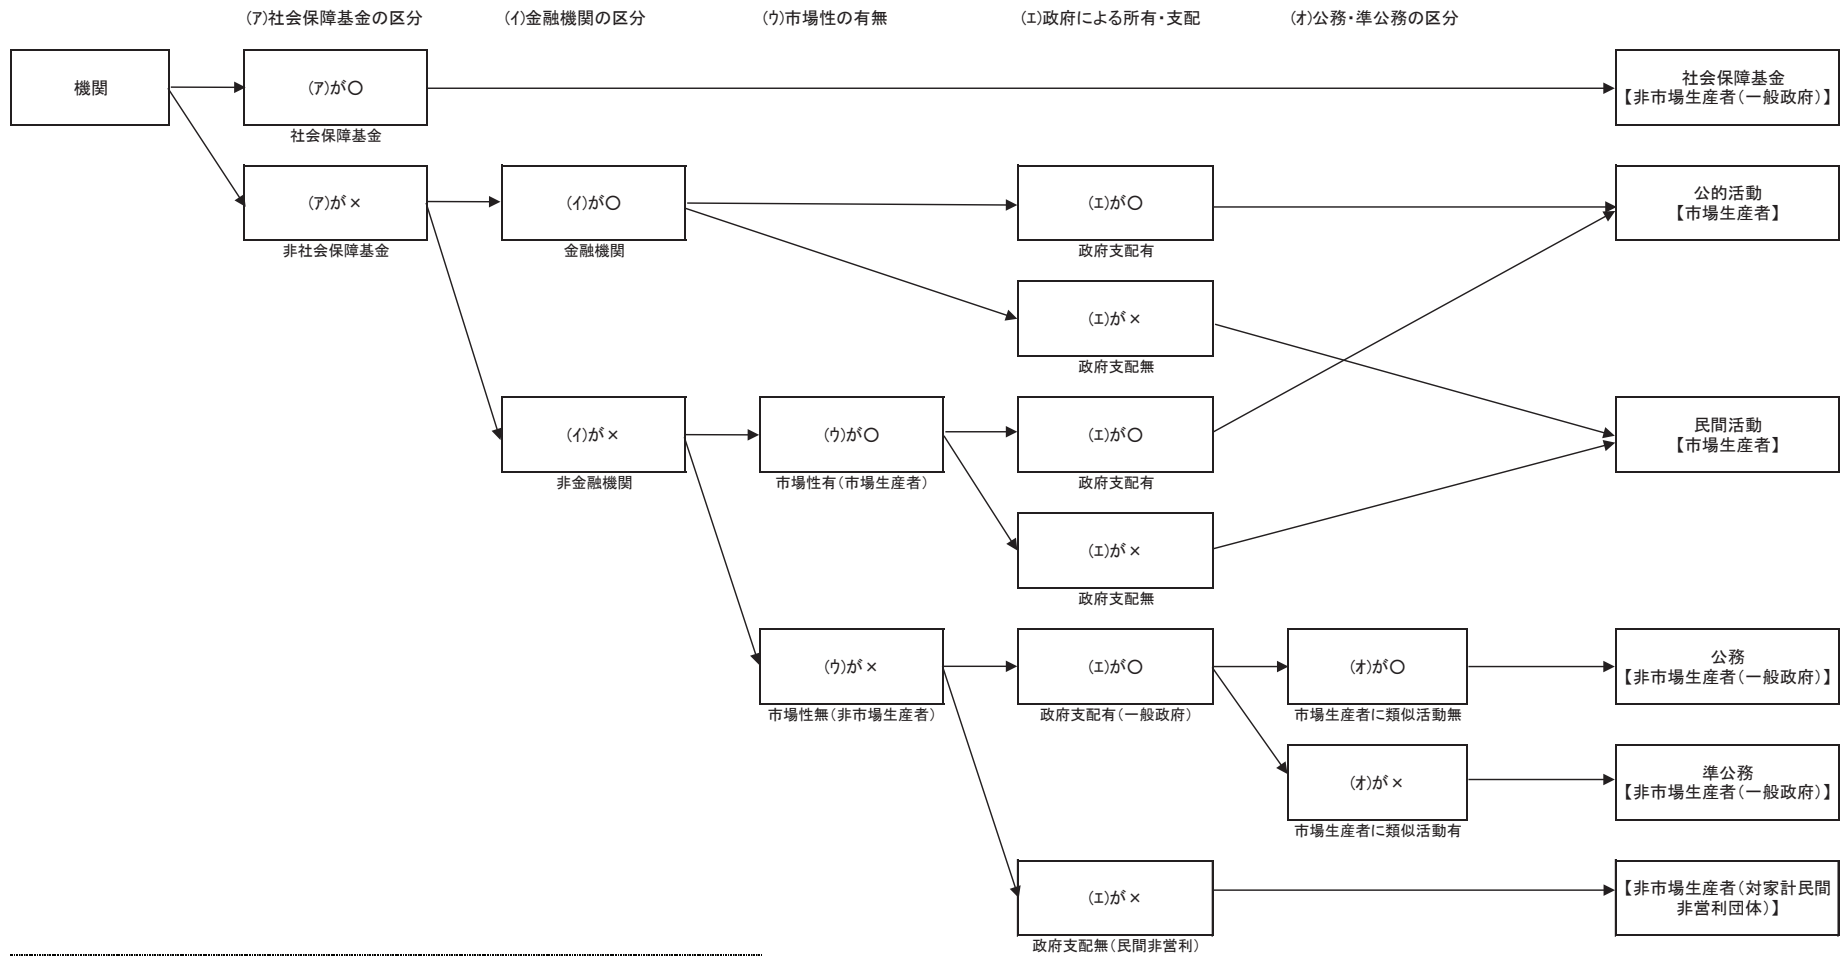 (ア)社会保障基金の区分
(イ)金融機関の区分
(ウ)市場性の有無
(エ)政府による所有・支配
(オ)公務・準公務の区分
機関
(ア)が〇
社会保障基金
社会保障基金
【非市場生産者(一般政府)】
(ア)が×
非社会保障基金
(イ)が〇
金融機関
(エ)が〇
政府支配有
公的活動
【市場生産者】
(エ)が×
政府支配無
(イ)が×
非金融機関
(ウ)が〇
市場性有(市場生産者)
(エ)が〇
政府支配有
民間活動
【市場生産者】
(エ)が×
政府支配無
(ウ)が×
市場性無(非市場生産者)
(エ)が〇
政府支配有(一般政府)
(オ)が〇
市場生産者に類似活動無
公務
【非市場生産者(一般政府)】
(オ)が×
市場生産者に類似活動有
準公務
【非市場生産者(一般政府)】
(エ)が×
政府支配無(民間非営利)
【非市場生産者(対家計民間
非営利団体)】